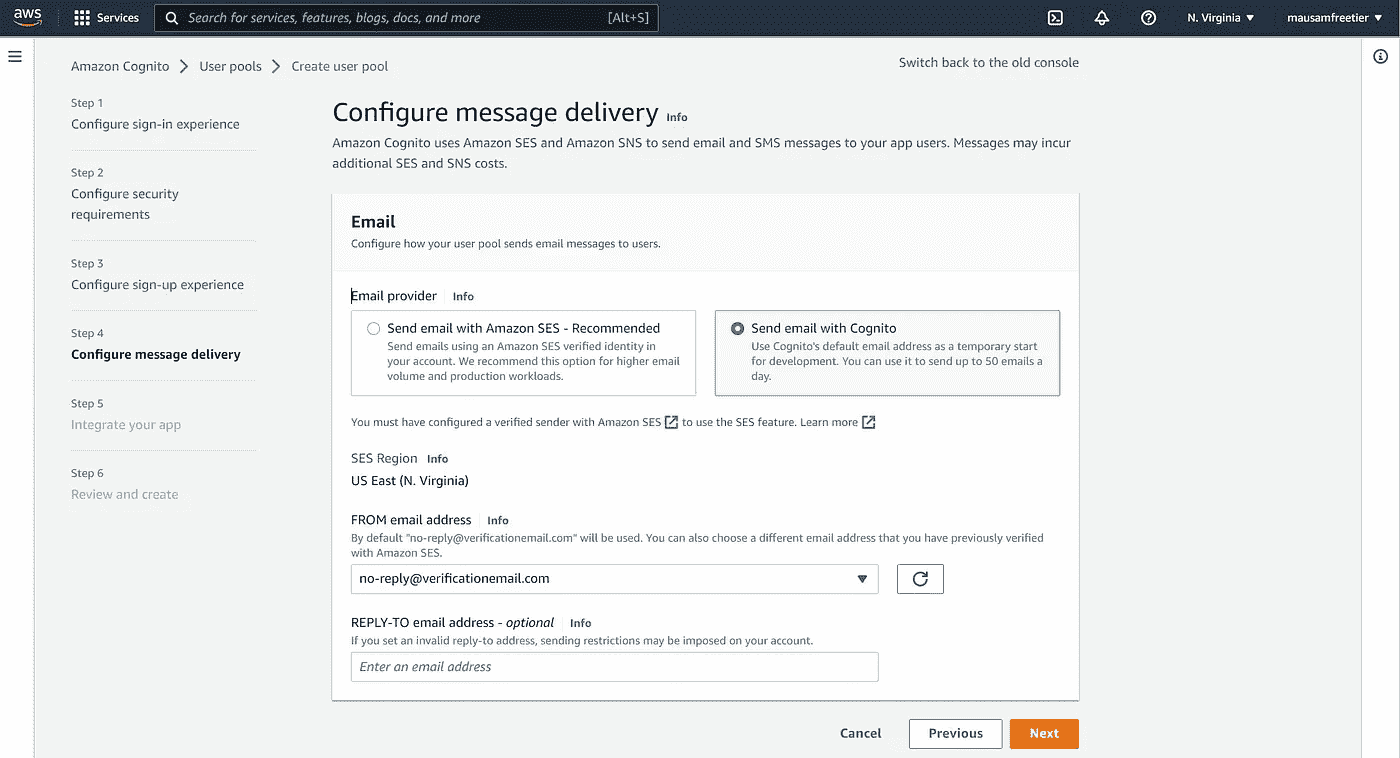 aws Services Search for services, features, blogs, docs, and more [Alt+S] N. Virginia mausamfreetier
Amazon Cognito User pools Create user pool
Switch back to the old console
Step 1
Configure sign-in experience
Step 2
Configure security
requirements
Step 3
Configure sign-up experience
Step 4
Configure message delivery
Step 5
Integrate your app
Step 6
Review and create
Configure message delivery Info
Amazon Cognito uses Amazon SES and Amazon SNS to send email and SMS messages to your app users. Messages may incur
additional SES and SNS costs.
Email
Configure how your user pool sends email messages to users.
Email provider Info
Send email with Amazon SES - Recommended
Send emails using an Amazon SES verified identity in
your account. We recommend this option for higher email
volume and production workloads.
Send email with Cognito
Use Cognito's default email address as a temporary start
for development. You can use it to send up to 50 emails a
day.
You must have configured a verified sender with Amazon SES to use the SES feature. Learn more
SES Region Info
US East (N. Virginia)
FROM email address Info
By default "no-reply@verificationemail.com" will be used. You can also choose a different email address that you have previously verified
with Amazon SES.
no-reply@verificationemail.com
REPLY-TO email address - optional Info
If you set an invalid reply-to address, sending restrictions may be imposed on your account.
Enter an email address
Cancel Previous Next